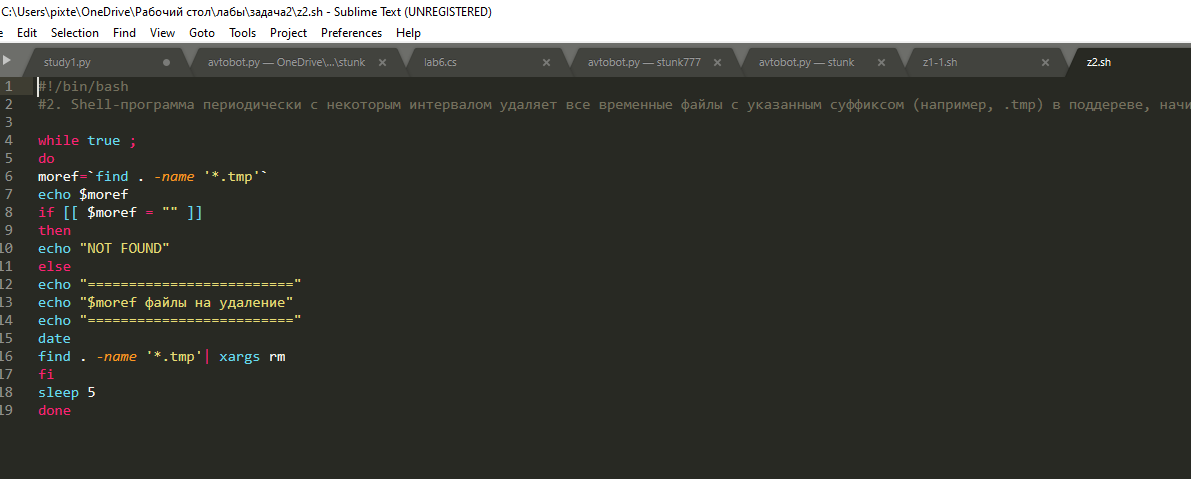 C:\Users\pixte\OneDrive\Рабочий стол\лабы\задача2\z2.sh - Sublime Text (UNREGISTERED)
Edit Selection Find View Goto Tools Project Preferences Help
study1.py avtobot.py — OneDrive\...\stunk lab6.cs avtobot.py — stunk777 avtobot.py — stunk z1-1.sh z2.sh
1 #!/bin/bash
2 #2. Shell-программа периодически с некоторым интервалом удаляет все временные файлы с указанным суффиксом (например, .tmp) в поддереве, начи
3
4 while true ;
5 do
6 moref=`find . -name '*.tmp'`
7 echo $moref
8 if [[ $moref = "" ]]
9 then
10 echo "NOT FOUND"
11 else
12 echo "========================="
13 echo "$moref файлы на удаление"
14 echo "========================="
15 date
16 find . -name '*.tmp'| xargs rm
17 fi
18 sleep 5
19 done